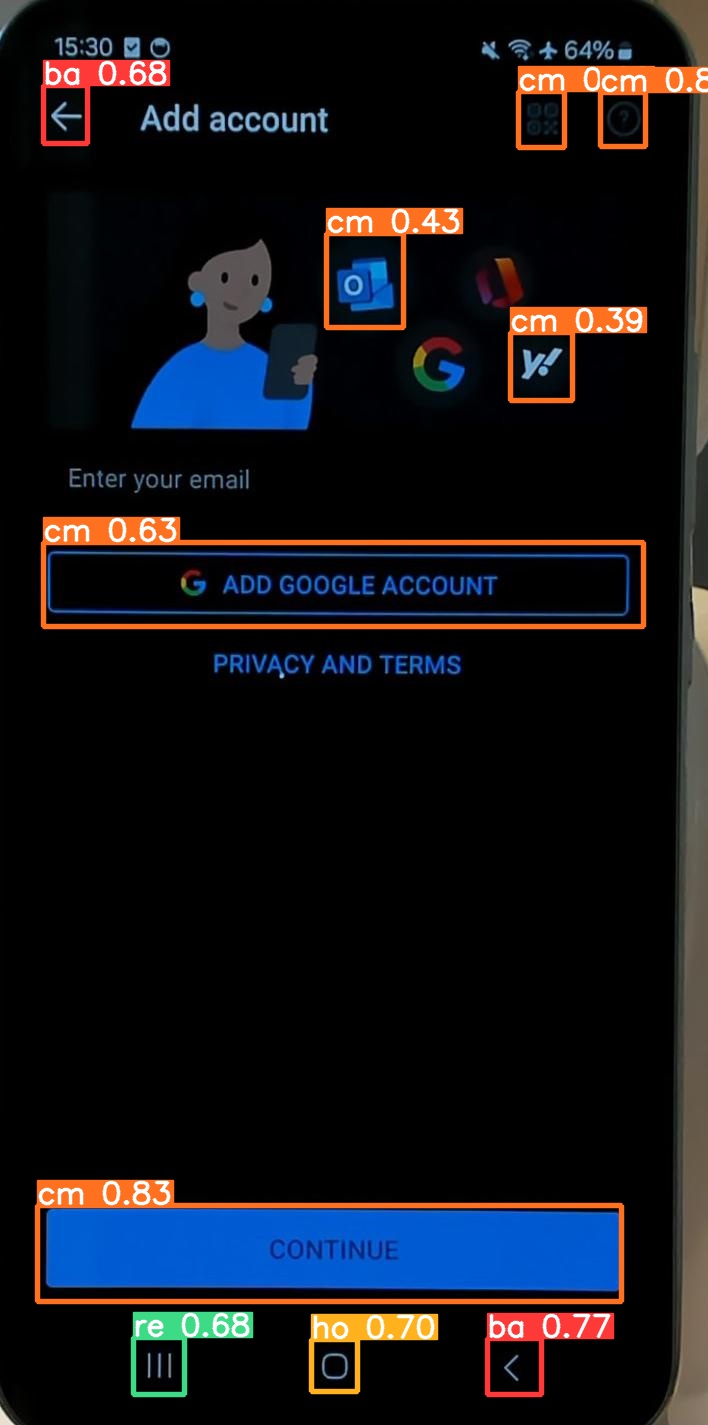 15:30 64%
ba 0.68 cm 0 cm 0.8
Add account ?
cm 0.43
O
cm 0.39
G y!
Enter your email
cm 0.63
G ADD GOOGLE ACCOUNT
PRIVACY AND TERMS
cm 0.83
CONTINUE
re 0.68 ho 0.70 ba 0.77